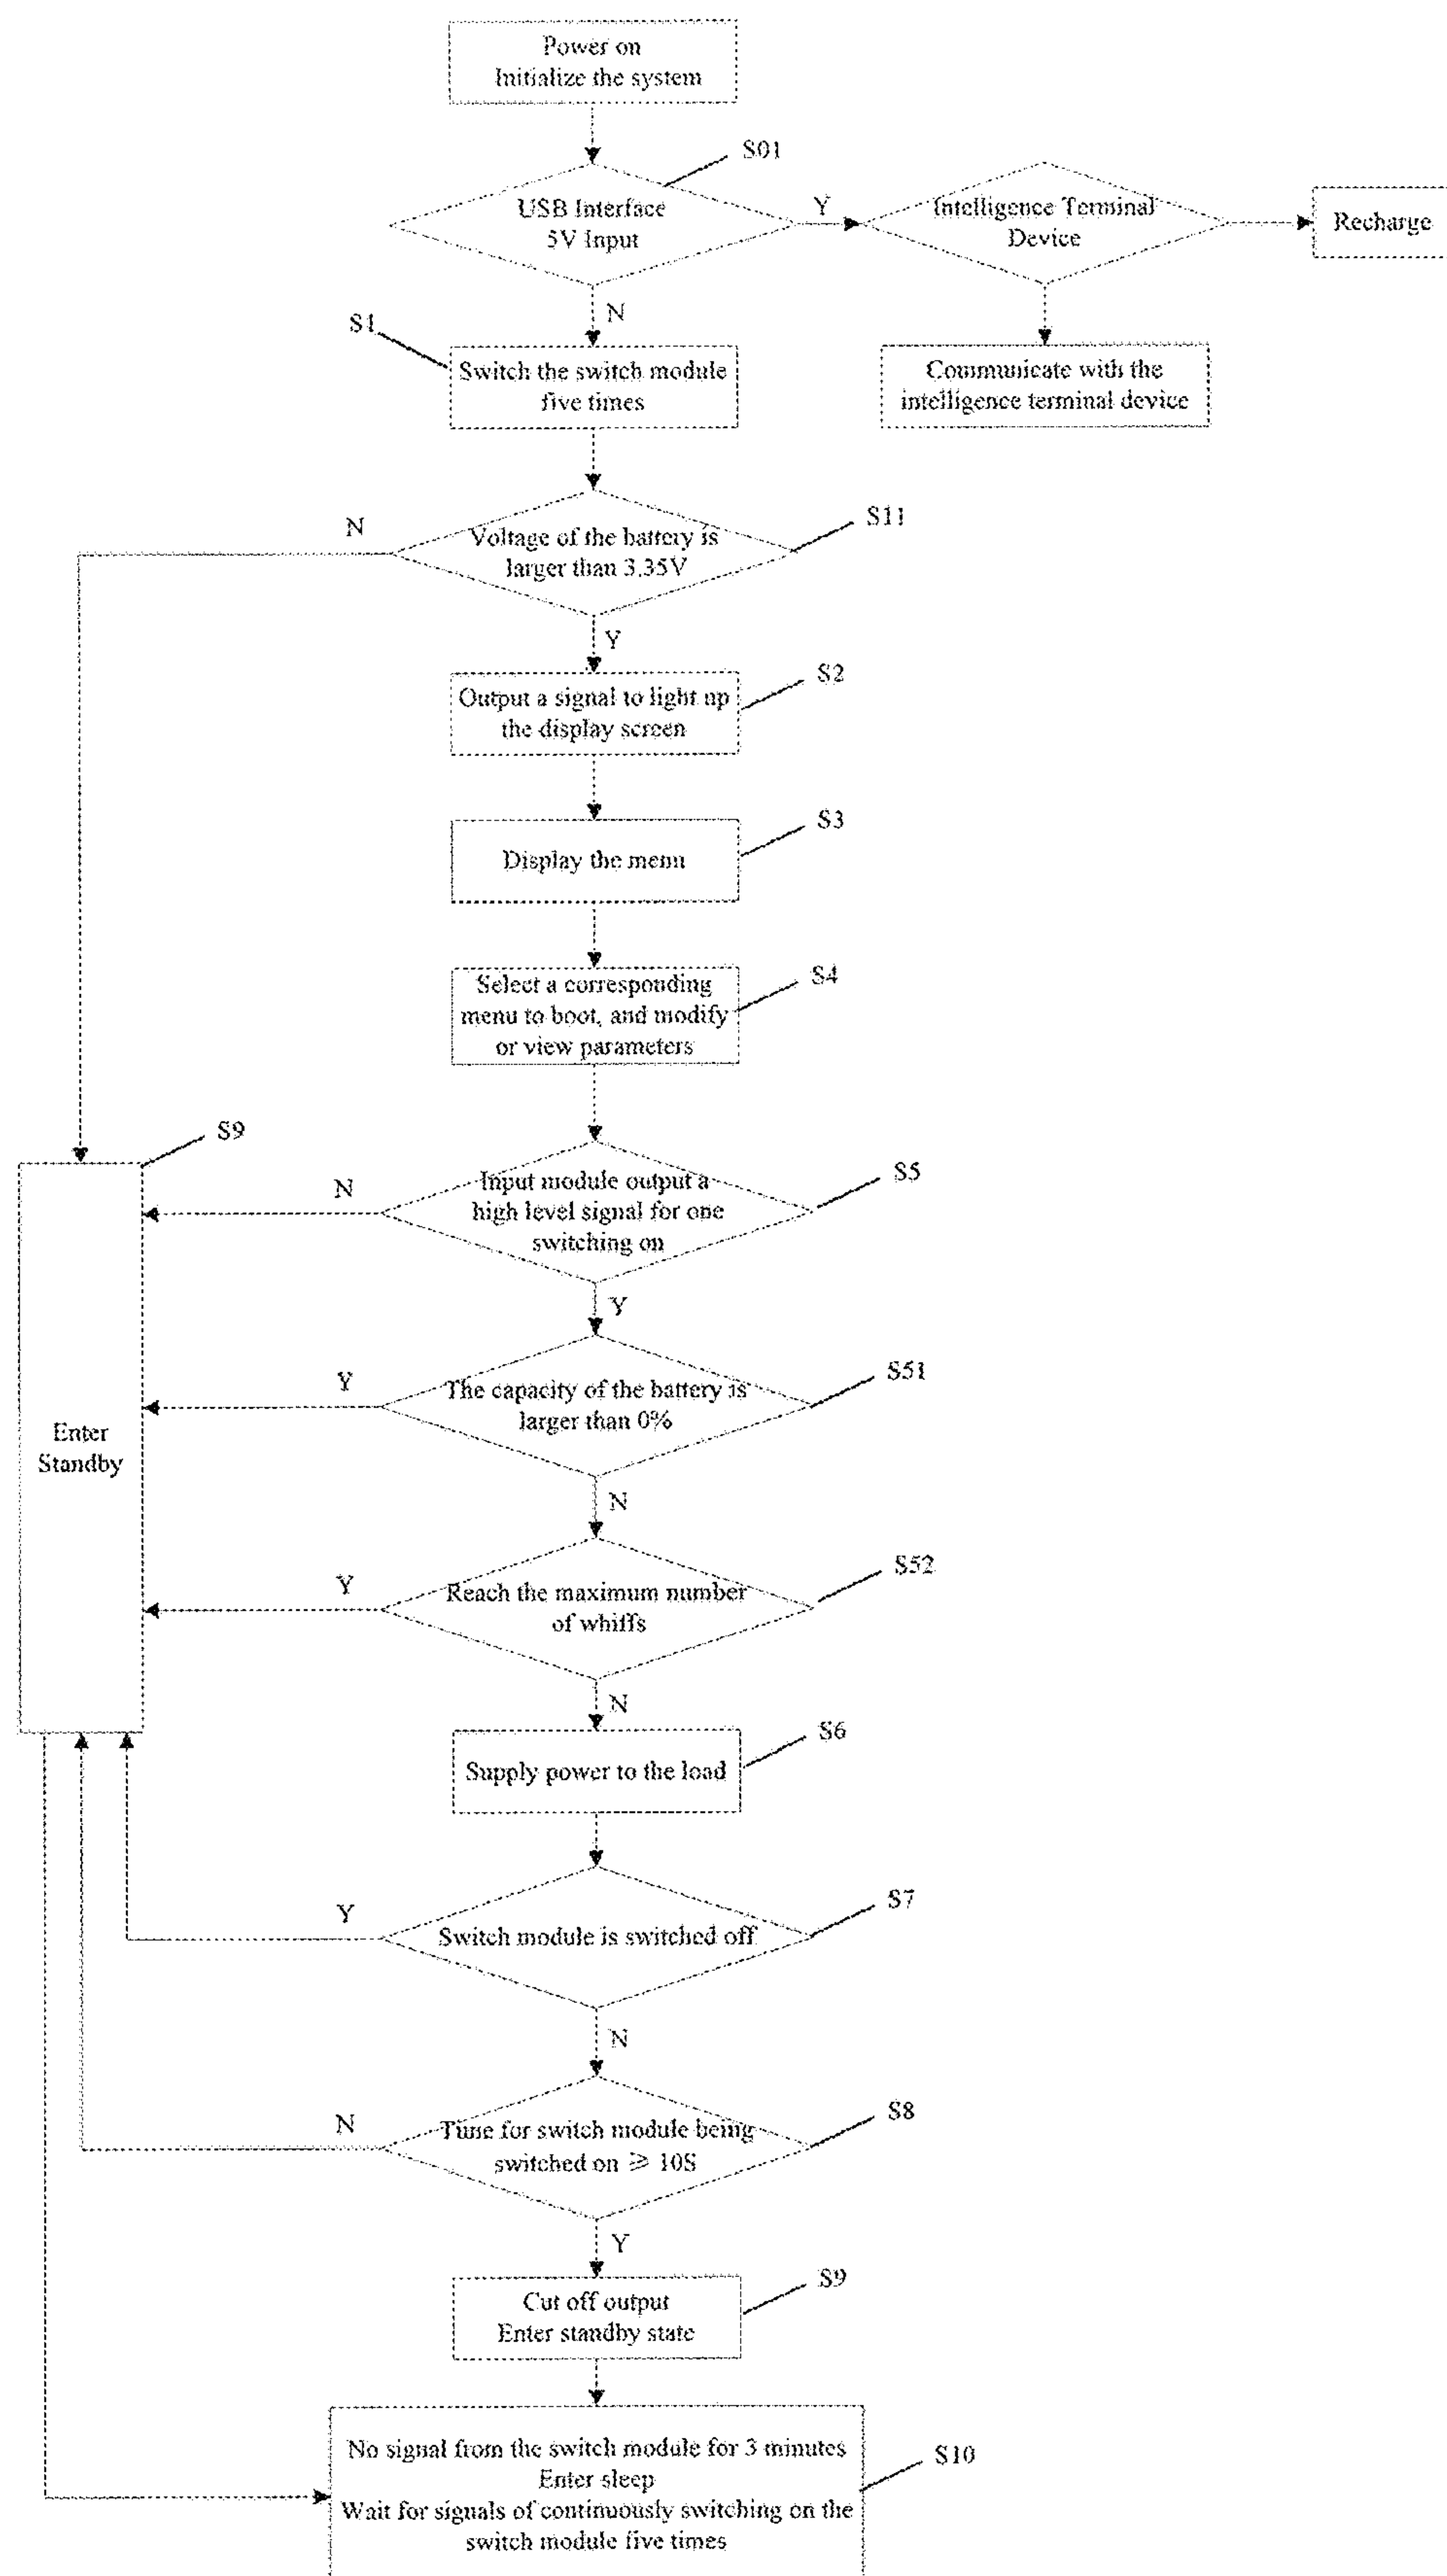 Power on
Initialize the system
S01
USB Interface
5V Input
Y
Intelligence Terminal
Device
Recharge
N
S1
Switch the switch module
five times
Communicate with the
intelligence terminal device
S11
N
Voltage of the battery is
larger than 3.35V
Y
S2
Output a signal to light up
the display screen
S3
Display the menu
S4
Select a corresponding
menu to boot, and modify
or view parameters
S9
S5
N
Input module output a
high level signal for one
switching on
Y
S51
Y
The capacity of the battery is
larger than 0%
Enter
Standby
N
S52
Y
Reach the maximum number
of whiffs
N
S6
Supply power to the load
S7
Y
Switch module is switched off
N
S8
N
Time for switch module being
switched on ⩾ 10S
Y
S9
Cut off output
Enter standby state
S10
No signal from the switch module for 3 minutes
Enter sleep
Wait for signals of continuously switching on the
switch module five times